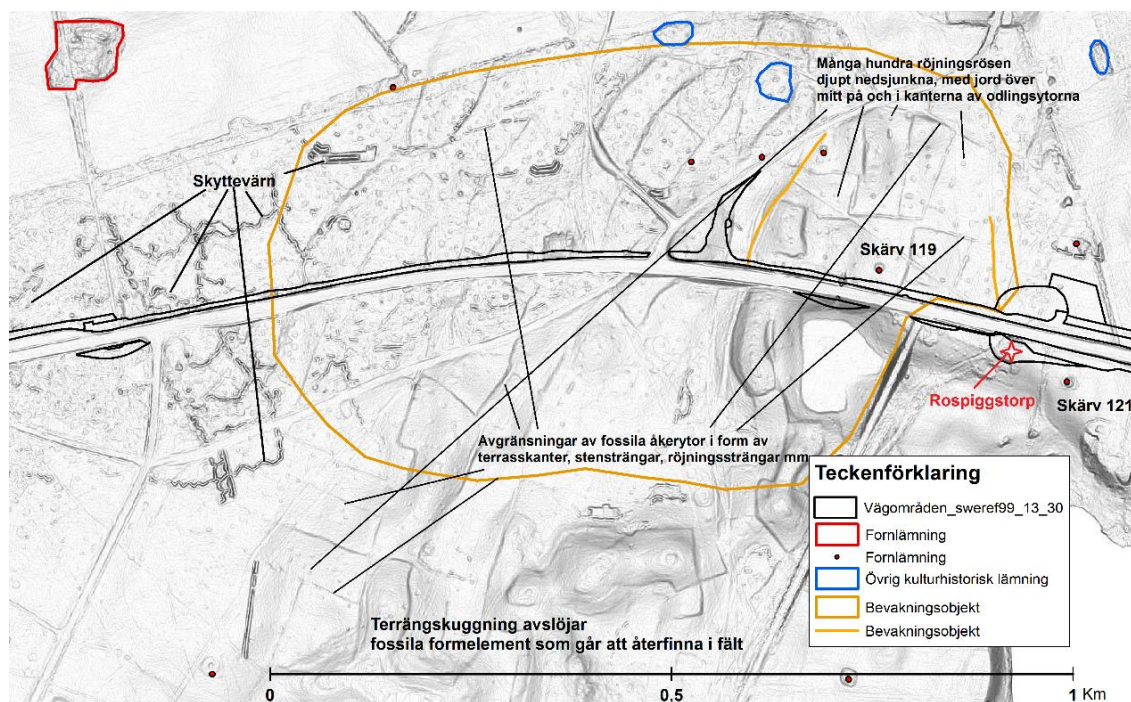 Många hundra röjningsrösen
djupt nedsjunkna, med jord över
mitt på och i kanterna av odlingsytorna
Skyttevärn
Skärv 119
Rospiggstorp
Skärv 121
Avgränsningar av fossila åkerytor i form av
terrasskanter, stensträngar, röjningssträngar mm
Teckenförklaring
Vägområden_sweref99_13_30
Fornlämning
Fornlämning
Övrig kulturhistorisk lämning
Bevakningsobjekt
Bevakningsobjekt
Terrängskuggning avslöjar
fossila formelement som går att återfinna i fält
0 0,5 1 Km